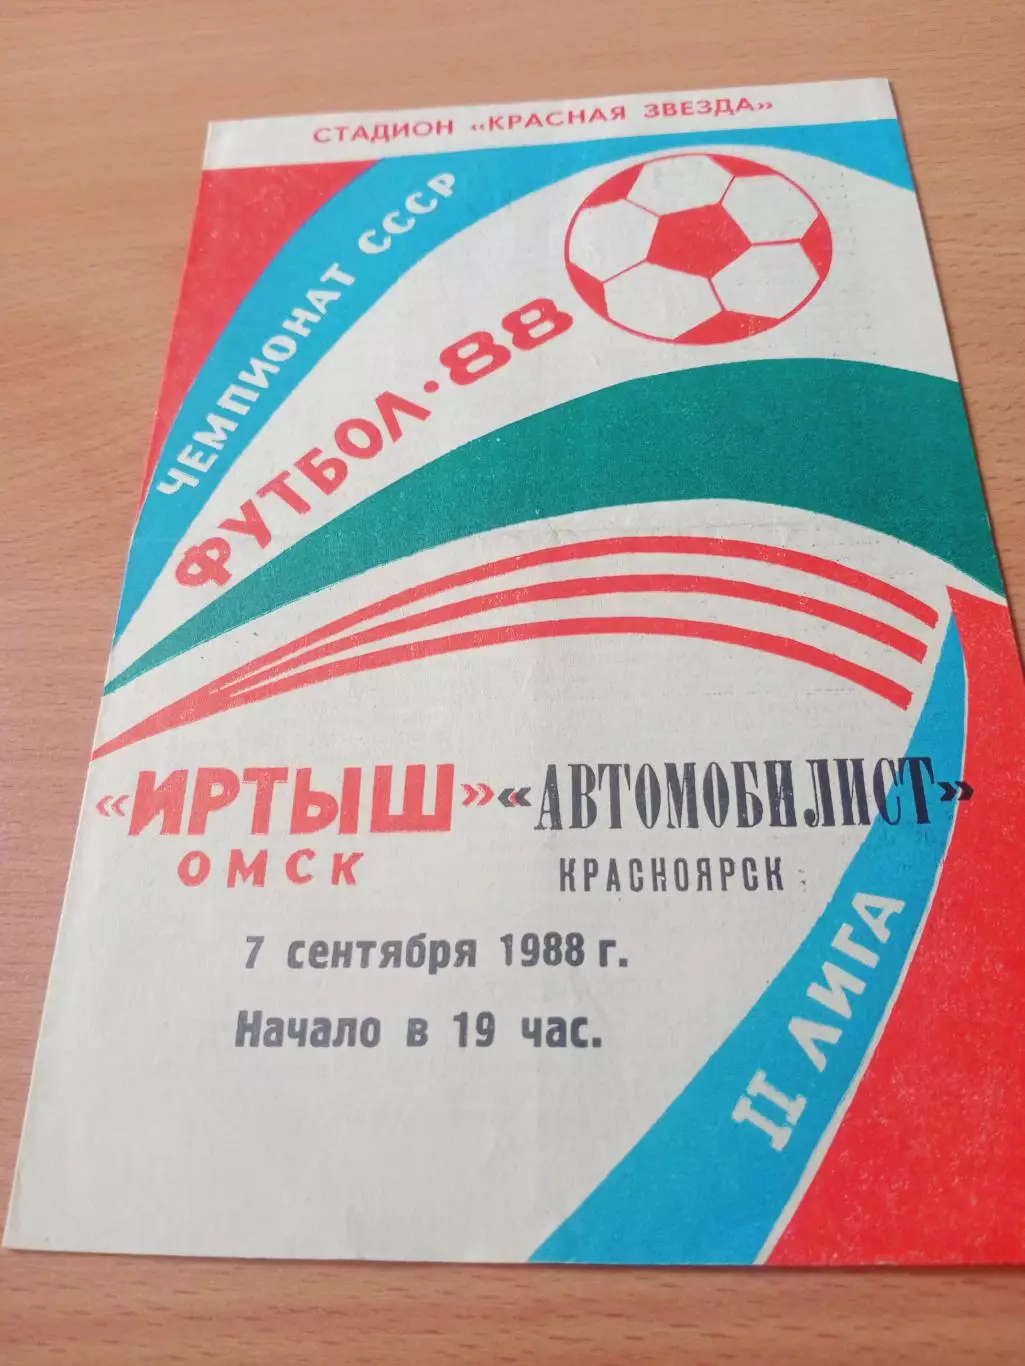 СТАДИОН «КРАСНАЯ ЗВЕЗДА»
ЧЕМПИОНАТ СССР
ФУТБОЛ·88
«ИРТЫШ» «АВТОМОБИЛИСТ»
ОМСК КРАСНОЯРСК
7 сентября 1988 г.
Начало в 19 час.
II ЛИГА